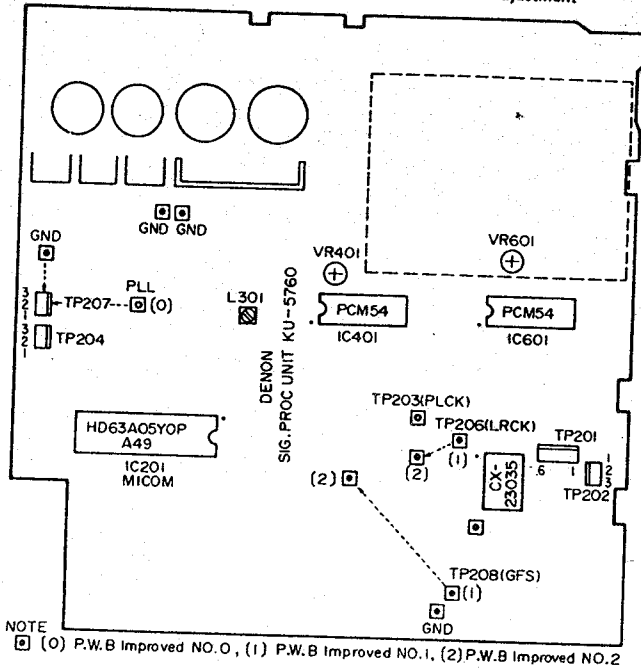 justment
GND GND
GND
VR401
VR601
PLL
(0)
L301
3
2
1
TP207
3
2
1
TP204
PCM54
IC401
PCM54
IC601
DENON
SIG. PROC UNIT KU-5760
TP203(PLCK)
TP206(LRCK)
TP201
HD63A05Y0P
A49
IC201
MICOM
(2)
(1)
6 1
1
2
3
TP202
CX-
23035
(2)
TP208(GFS)
(1)
GND
NOTE
(0) P.W.B Improved NO.0, (1) P.W.B Improved NO.1, (2) P.W.B Improved NO.2